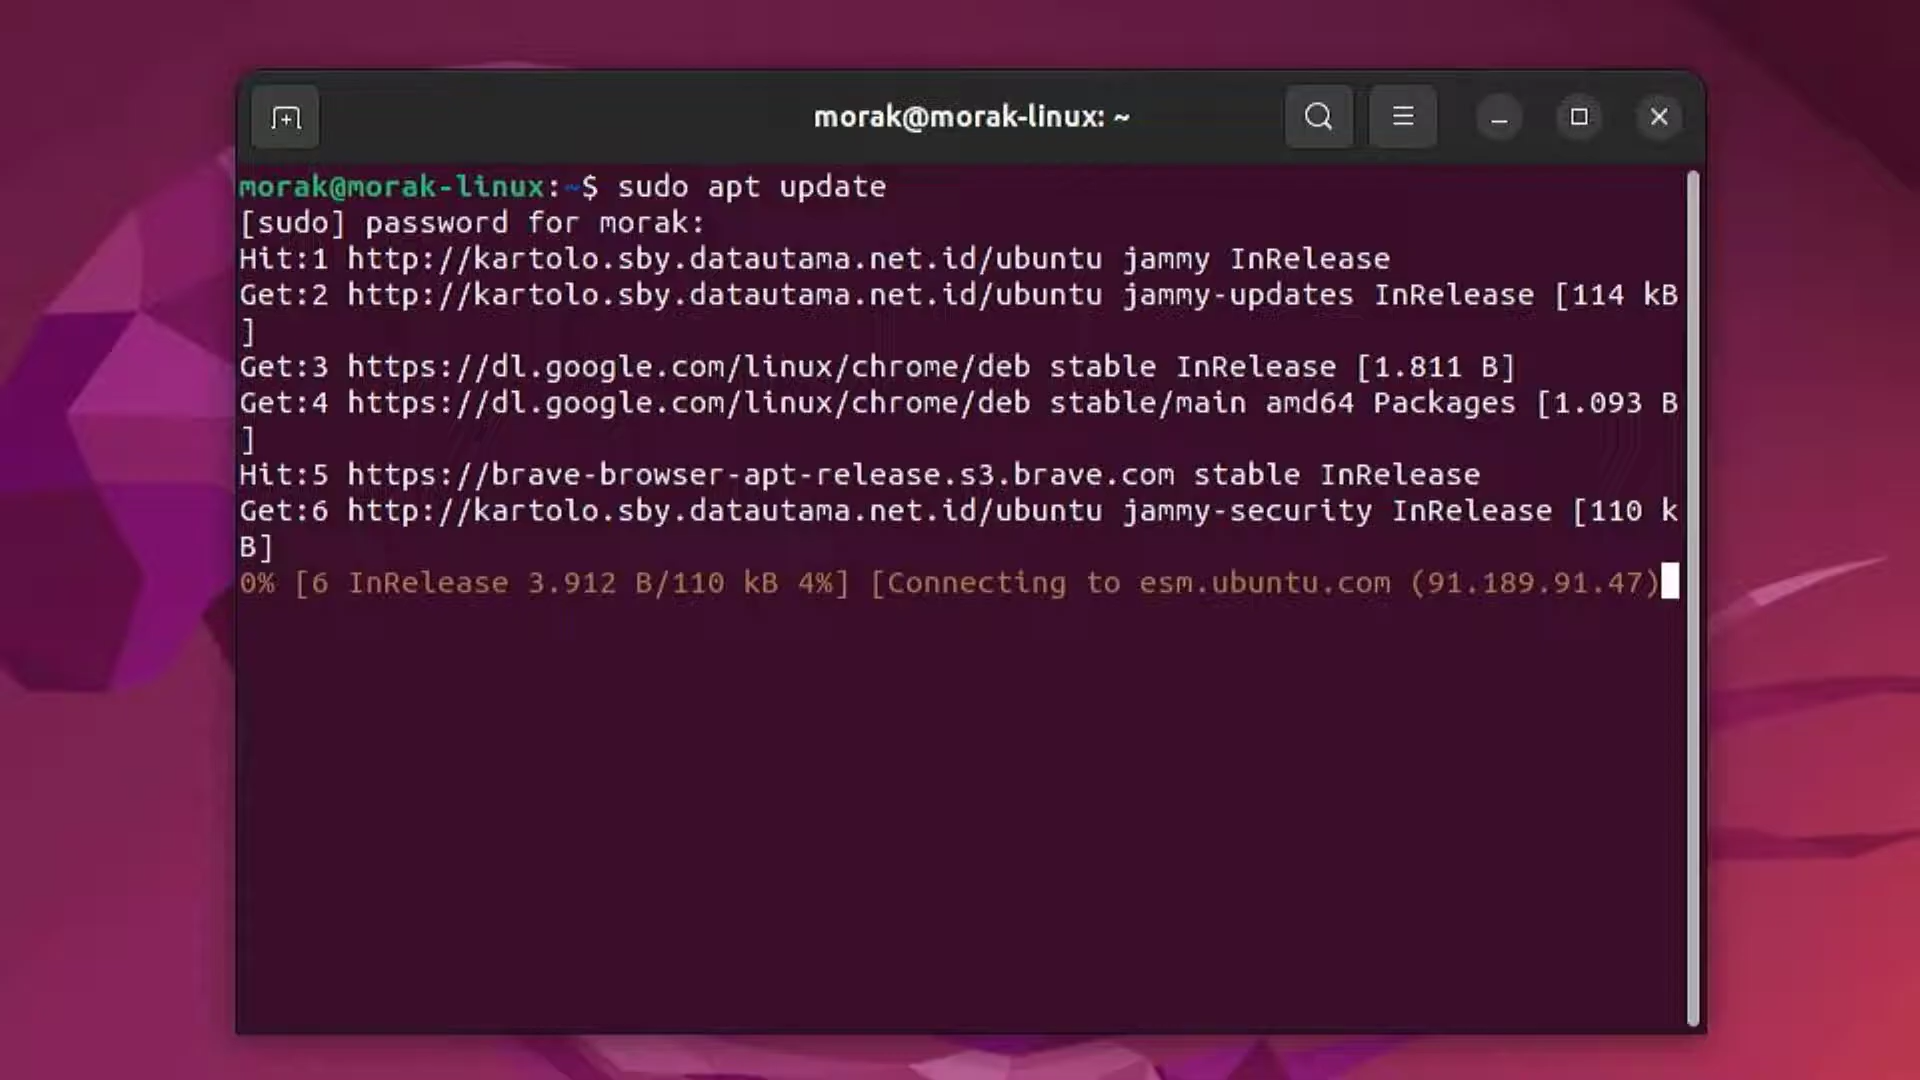 morak@morak-linux: ~
morak@morak-linux:~$ sudo apt update
[sudo] password for morak:
Hit:1 http://kartolo.sby.datautama.net.id/ubuntu jammy InRelease
Get:2 http://kartolo.sby.datautama.net.id/ubuntu jammy-updates InRelease [114 kB
]
Get:3 https://dl.google.com/linux/chrome/deb stable InRelease [1.811 B]
Get:4 https://dl.google.com/linux/chrome/deb stable/main amd64 Packages [1.093 B
]
Hit:5 https://brave-browser-apt-release.s3.brave.com stable InRelease
Get:6 http://kartolo.sby.datautama.net.id/ubuntu jammy-security InRelease [110 k
B]
0% [6 InRelease 3.912 B/110 kB 4%] [Connecting to esm.ubuntu.com (91.189.91.47)